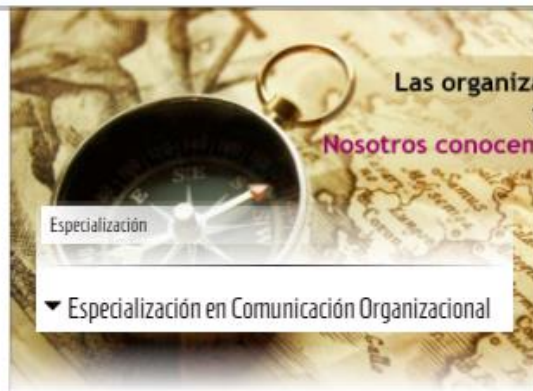 Las organiza
Nosotros conocem
Especialización
Especialización en Comunicación Organizacional